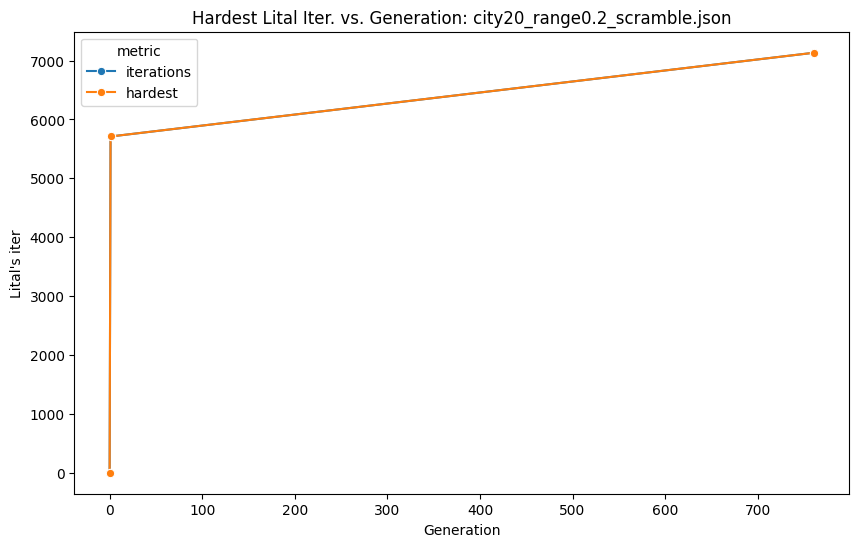 Hardest Lital Iter. vs. Generation: city20_range0.2_scramble.json
metric
iterations
hardest
7000
6000
5000
4000
3000
2000
1000
0
Lital's iter
0 100 200 300 400 500 600 700
Generation